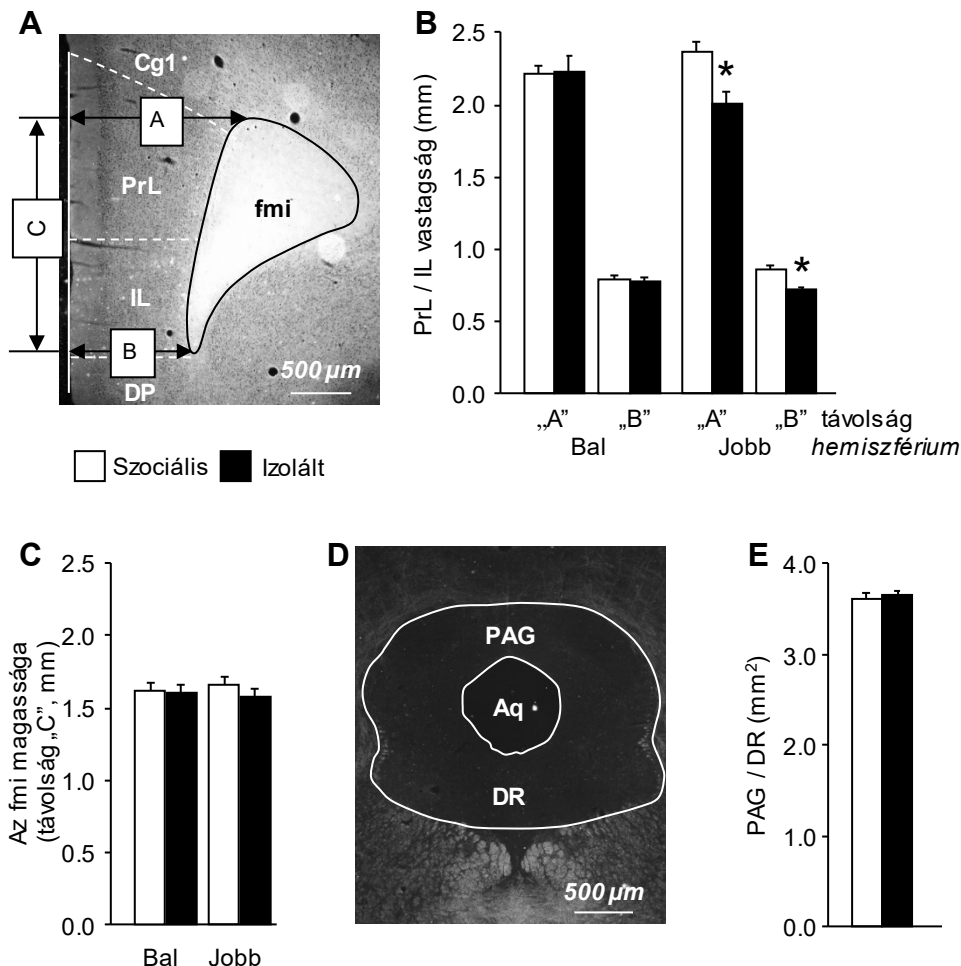 A
Cg1
A
PrL
fmi
C
IL
B
500 µm
DP
B
PrL / IL vastagság (mm)
2.5
2.0
1.5
1.0
0.5
0.0
* *
„A” „B” „A” „B” távolság
Bal Jobb hemiszférium
Szociális Izolált
C
Az fmi magassága
(távolság „C”, mm)
2.5
2.0
1.5
1.0
0.5
0.0
Bal Jobb
D
PAG
Aq
DR
500 µm
E
PAG / DR (mm²)
4.0
3.0
2.0
1.0
0.0